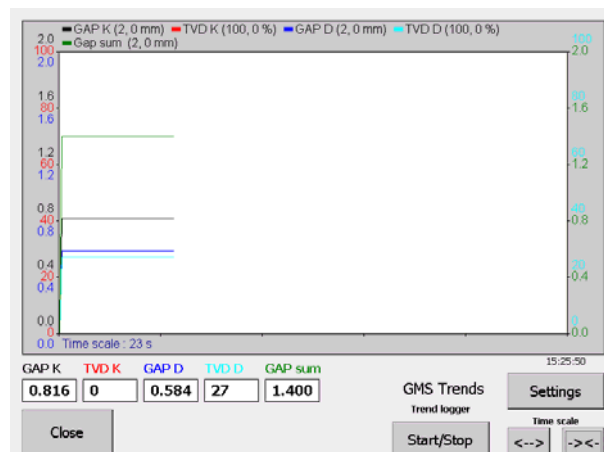 GAP K (2, 0 mm) TVD K (100, 0 %) GAP D (2, 0 mm) TVD D (100, 0 %)
Gap sum (2, 0 mm)
2.0 100
100 2.0
2.0
1.6 80
80 1.6
1.6
1.2 60
60 1.2
1.2
0.8 40
40 0.8
0.8
0.4 20
20 0.4
0.4
0.0 0
0 0.0
0.0 Time scale : 23 s
15:25:50
GAP K TVD K GAP D TVD D GAP sum
0.816 0 0.584 27 1.400
GMS Trends Settings
Trend logger
Time scale
Close Start/Stop <--> -><-